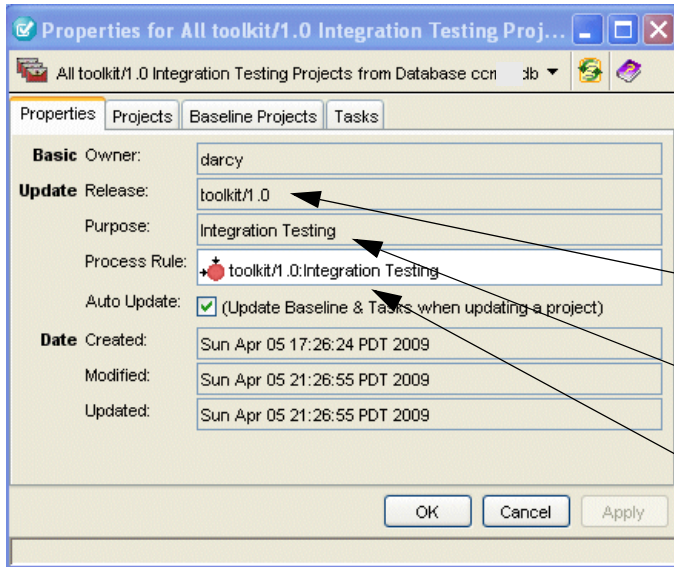 Properties for All toolkit/1.0 Integration Testing Proj...
All toolkit/1.0 Integration Testing Projects from Database db
Properties Projects Baseline Projects Tasks
Basic Owner: darcy
Update Release: toolkit/1.0
Purpose: Integration Testing
Process Rule: toolkit/1.0:Integration Testing
Auto Update: (Update Baseline & Tasks when updating a project)
Date Created: Sun Apr 05 17:26:24 PDT 2009
Modified: Sun Apr 05 21:26:55 PDT 2009
Updated: Sun Apr 05 21:26:55 PDT 2009
OK Cancel Apply